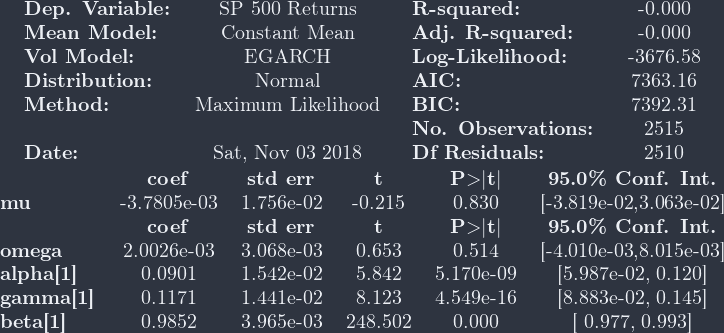 Dep. Variable: SP 500 Returns R-squared: -0.000
Mean Model: Constant Mean Adj. R-squared: -0.000
Vol Model: EGARCH Log-Likelihood: -3676.58
Distribution: Normal AIC: 7363.16
Method: Maximum Likelihood BIC: 7392.31
No. Observations: 2515
Date: Sat, Nov 03 2018 Df Residuals: 2510
coef std err t P>|t| 95.0% Conf. Int.
mu -3.7805e-03 1.756e-02 -0.215 0.830 [-3.819e-02,3.063e-02]
coef std err t P>|t| 95.0% Conf. Int.
omega 2.0026e-03 3.068e-03 0.653 0.514 [-4.010e-03,8.015e-03]
alpha[1] 0.0901 1.542e-02 5.842 5.170e-09 [5.987e-02, 0.120]
gamma[1] 0.1171 1.441e-02 8.123 4.549e-16 [8.883e-02, 0.145]
beta[1] 0.9852 3.965e-03 248.502 0.000 [ 0.977, 0.993]